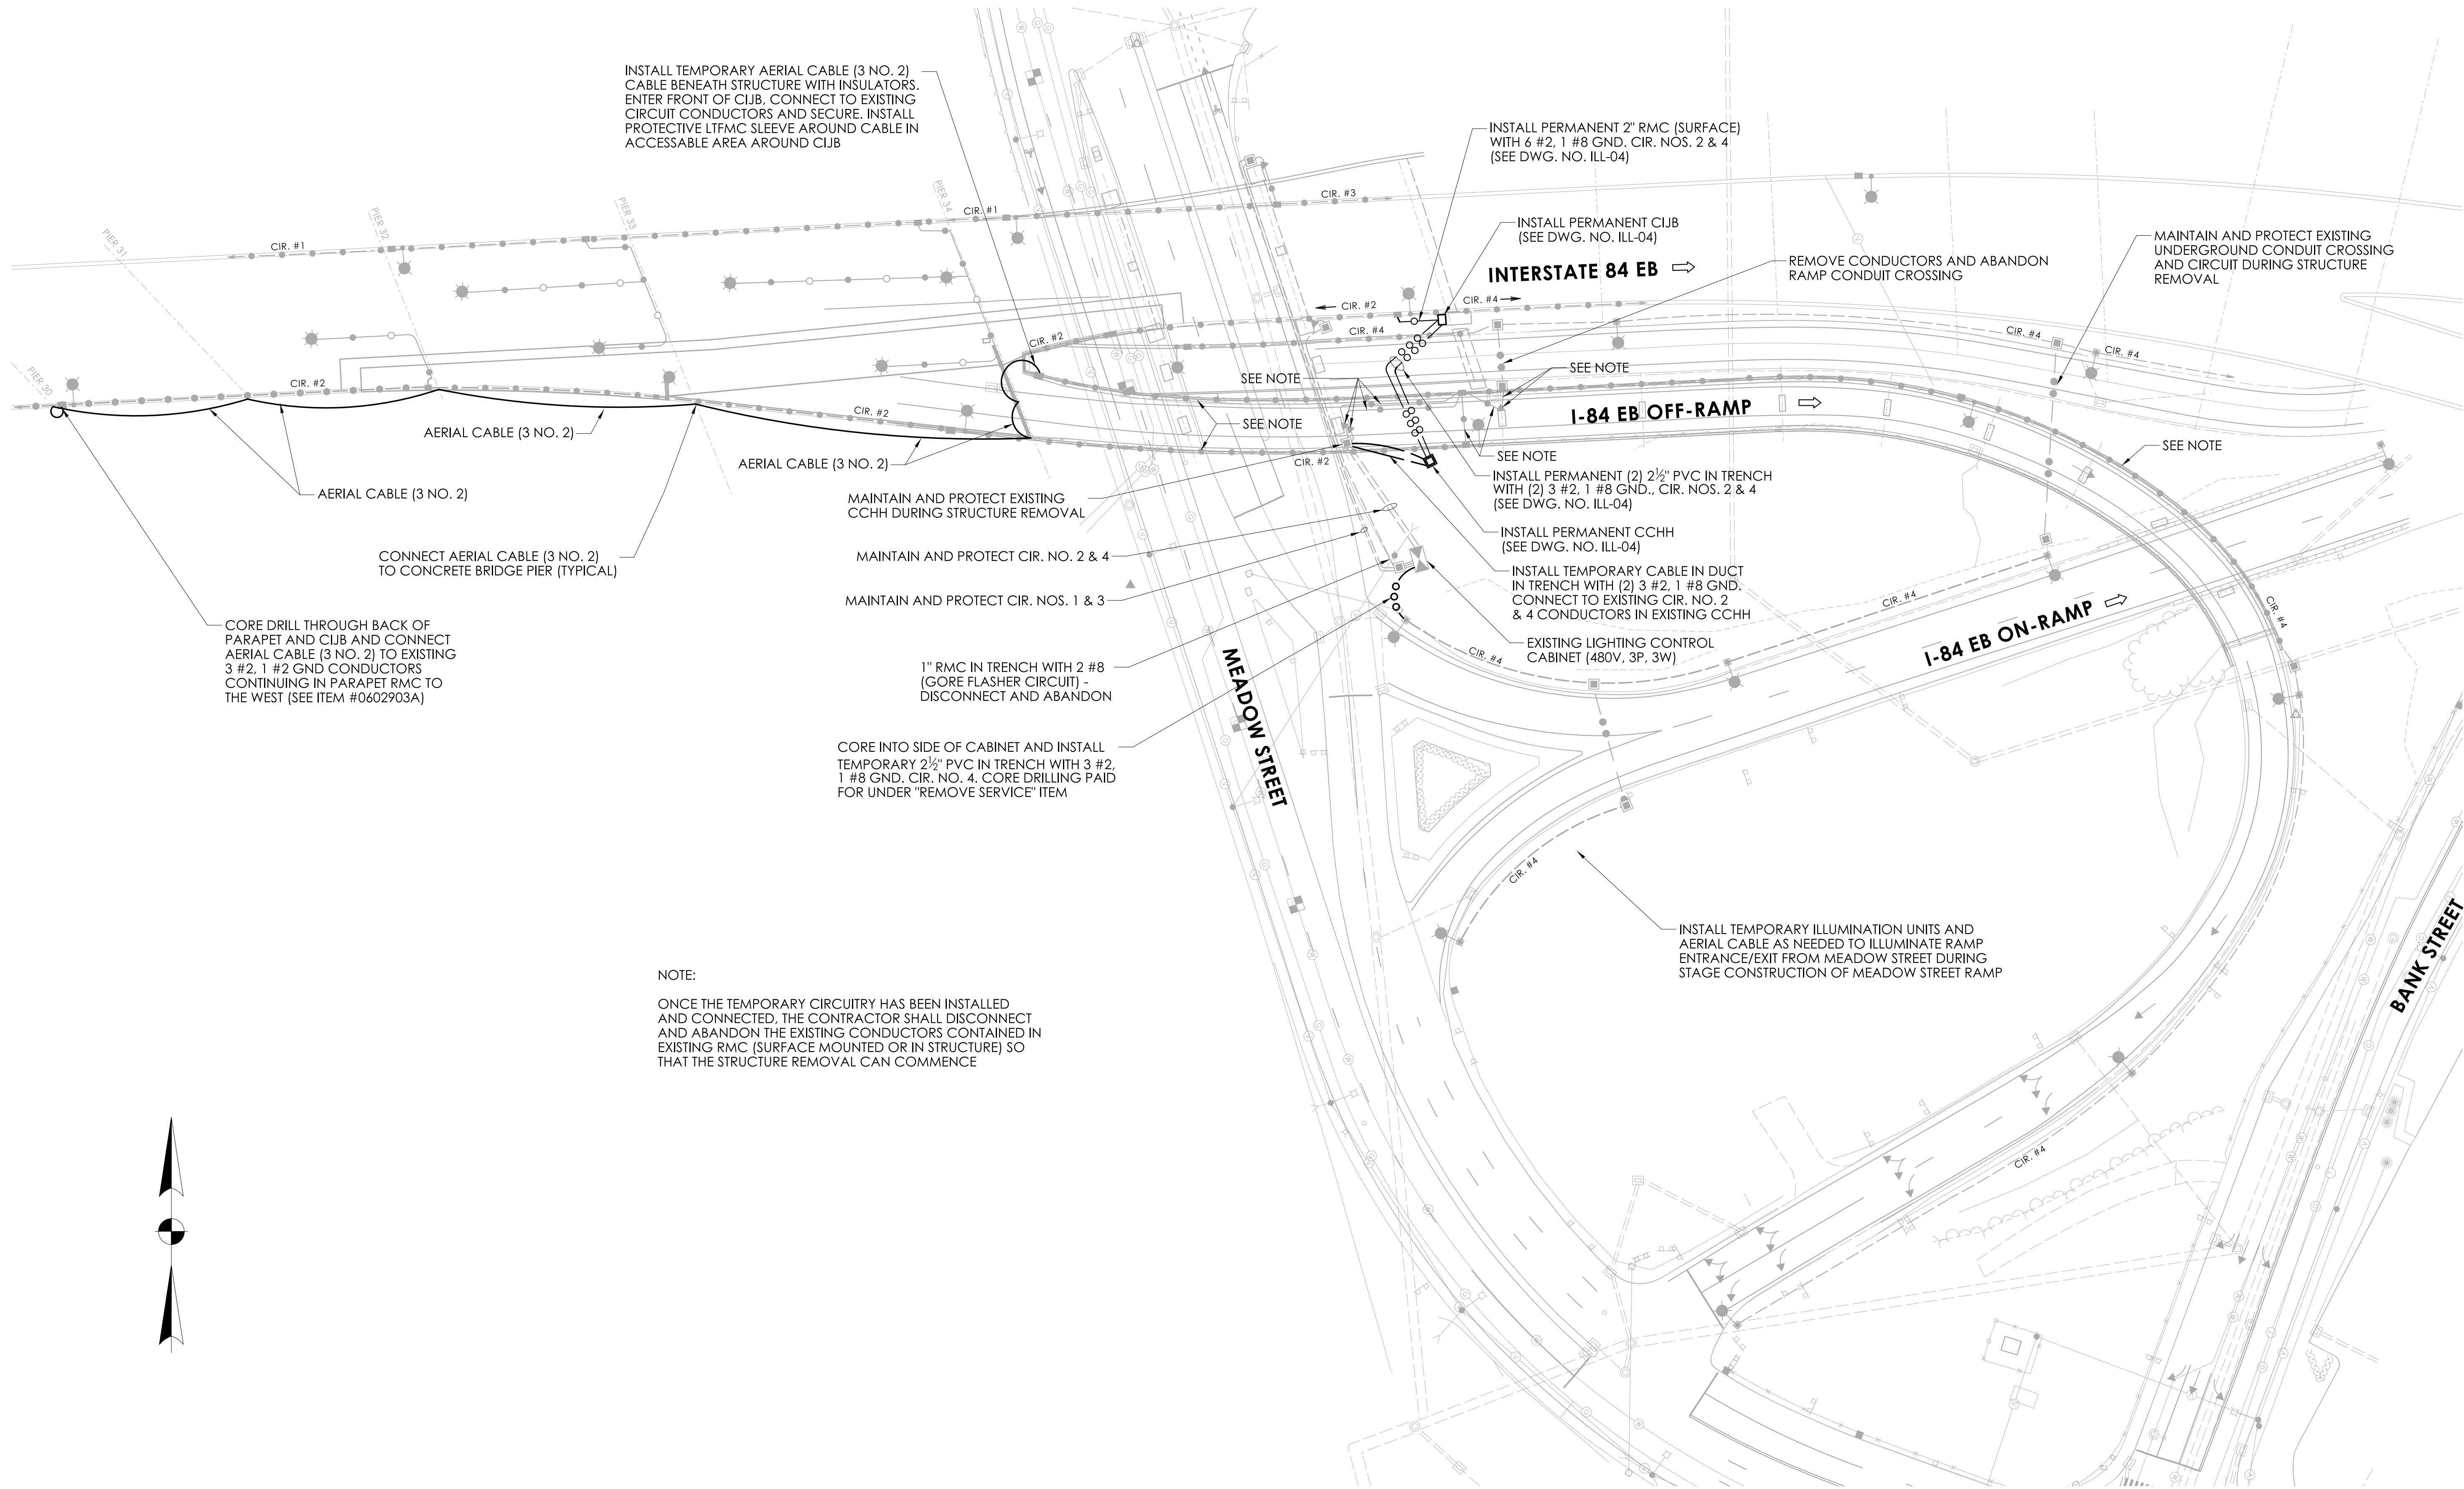 INSTALL TEMPORARY AERIAL CABLE (3 NO. 2)
CABLE BENEATH STRUCTURE WITH INSULATORS.
ENTER FRONT OF CIJB, CONNECT TO EXISTING
CIRCUIT CONDUCTORS AND SECURE. INSTALL
PROTECTIVE LTFMC SLEEVE AROUND CABLE IN
ACCESSABLE AREA AROUND CIJB
INSTALL PERMANENT 2" RMC (SURFACE)
WITH 6 #2, 1 #8 GND. CIR. NOS. 2 & 4
(SEE DWG. NO. ILL-04)
INSTALL PERMANENT CIJB
(SEE DWG. NO. ILL-04)
INTERSTATE 84 EB
REMOVE CONDUCTORS AND ABANDON
RAMP CONDUIT CROSSING
MAINTAIN AND PROTECT EXISTING
UNDERGROUND CONDUIT CROSSING
AND CIRCUIT DURING STRUCTURE
REMOVAL
PIER 30
PIER 31
PIER 32
PIER 33
PIER 34
CIR. #1
CIR. #1
CIR. #3
CIR. #2
CIR. #4
CIR. #4
CIR. #2
CIR. #4
CIR. #4
CIR. #2
CIR. #2
CIR. #2
SEE NOTE
SEE NOTE
SEE NOTE
SEE NOTE
SEE NOTE
I-84 EB OFF-RAMP
AERIAL CABLE (3 NO. 2)
AERIAL CABLE (3 NO. 2)
AERIAL CABLE (3 NO. 2)
CONNECT AERIAL CABLE (3 NO. 2)
TO CONCRETE BRIDGE PIER (TYPICAL)
CORE DRILL THROUGH BACK OF
PARAPET AND CIJB AND CONNECT
AERIAL CABLE (3 NO. 2) TO EXISTING
3 #2, 1 #2 GND CONDUCTORS
CONTINUING IN PARAPET RMC TO
THE WEST (SEE ITEM #0602903A)
MAINTAIN AND PROTECT EXISTING
CCHH DURING STRUCTURE REMOVAL
MAINTAIN AND PROTECT CIR. NO. 2 & 4
MAINTAIN AND PROTECT CIR. NOS. 1 & 3
1" RMC IN TRENCH WITH 2 #8
(GORE FLASHER CIRCUIT) -
DISCONNECT AND ABANDON
CORE INTO SIDE OF CABINET AND INSTALL
TEMPORARY 2½" PVC IN TRENCH WITH 3 #2,
1 #8 GND. CIR. NO. 4. CORE DRILLING PAID
FOR UNDER "REMOVE SERVICE" ITEM
INSTALL PERMANENT (2) 2½" PVC IN TRENCH
WITH (2) 3 #2, 1 #8 GND., CIR. NOS. 2 & 4
(SEE DWG. NO. ILL-04)
INSTALL PERMANENT CCHH
(SEE DWG. NO. ILL-04)
INSTALL TEMPORARY CABLE IN DUCT
IN TRENCH WITH (2) 3 #2, 1 #8 GND.
CONNECT TO EXISTING CIR. NO. 2
& 4 CONDUCTORS IN EXISTING CCHH
EXISTING LIGHTING CONTROL
CABINET (480V, 3P, 3W)
CIR. #4
CIR. #4
CIR. #4
I-84 EB ON-RAMP
MEADOW STREET
CIR. #4
INSTALL TEMPORARY ILLUMINATION UNITS AND
AERIAL CABLE AS NEEDED TO ILLUMINATE RAMP
ENTRANCE/EXIT FROM MEADOW STREET DURING
STAGE CONSTRUCTION OF MEADOW STREET RAMP
BANK STREET
CIR. #4
NOTE:
ONCE THE TEMPORARY CIRCUITRY HAS BEEN INSTALLED
AND CONNECTED, THE CONTRACTOR SHALL DISCONNECT
AND ABANDON THE EXISTING CONDUCTORS CONTAINED IN
EXISTING RMC (SURFACE MOUNTED OR IN STRUCTURE) SO
THAT THE STRUCTURE REMOVAL CAN COMMENCE